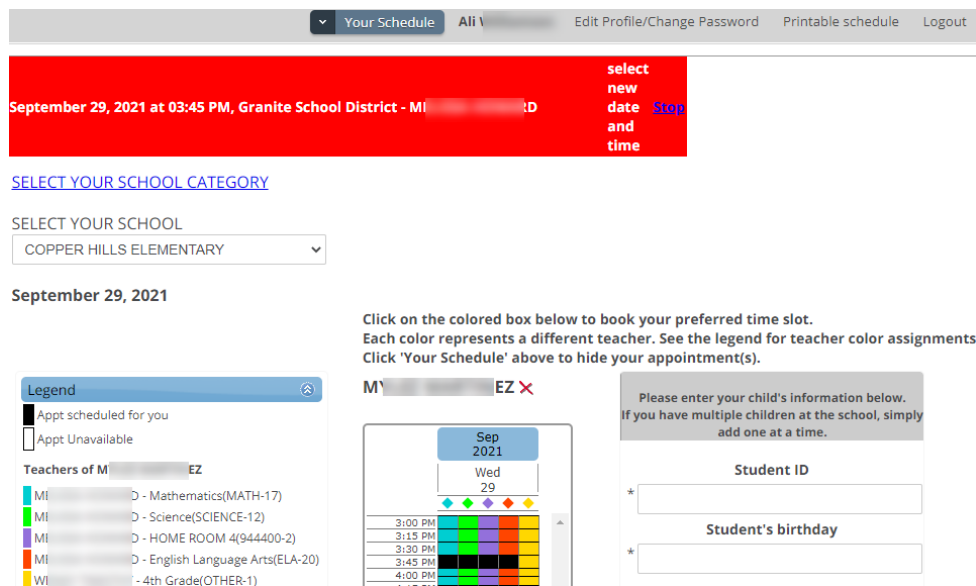 Your Schedule Ali Edit Profile/Change Password Printable schedule Logout
September 29, 2021 at 03:45 PM, Granite School District -
select
new
date
and
time
Stop
SELECT YOUR SCHOOL CATEGORY
SELECT YOUR SCHOOL
COPPER HILLS ELEMENTARY
September 29, 2021
Click on the colored box below to book your preferred time slot.
Each color represents a different teacher. See the legend for teacher color assignments
Click 'Your Schedule' above to hide your appointment(s).
Legend
Appt scheduled for you
Appt Unavailable
Teachers of
- Mathematics(MATH-17)
- Science(SCIENCE-12)
- HOME ROOM 4(944400-2)
- English Language Arts(ELA-20)
- 4th Grade(OTHER-1)
Sep
2021
Wed
29
3:00 PM
3:15 PM
3:30 PM
3:45 PM
4:00 PM
Please enter your child's information below.
If you have multiple children at the school, simply
add one at a time.
Student ID
*
Student's birthday
*